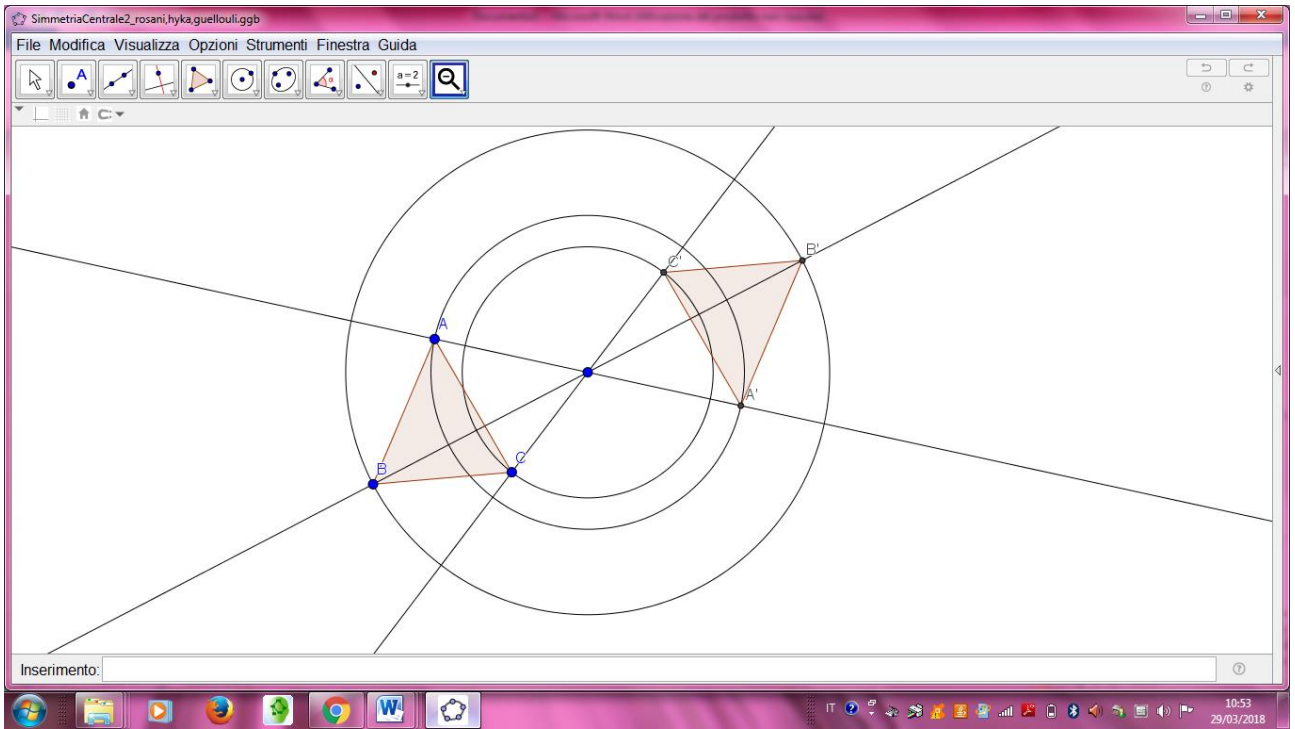 SimmetriaCentrale2_rosani,hyka,guellouli.ggb
File Modifica Visualizza Opzioni Strumenti Finestra Guida
A
α
a = 2
B'
C'
A
A'
C
B
Inserimento:
W
IT
10:53
29/03/2018